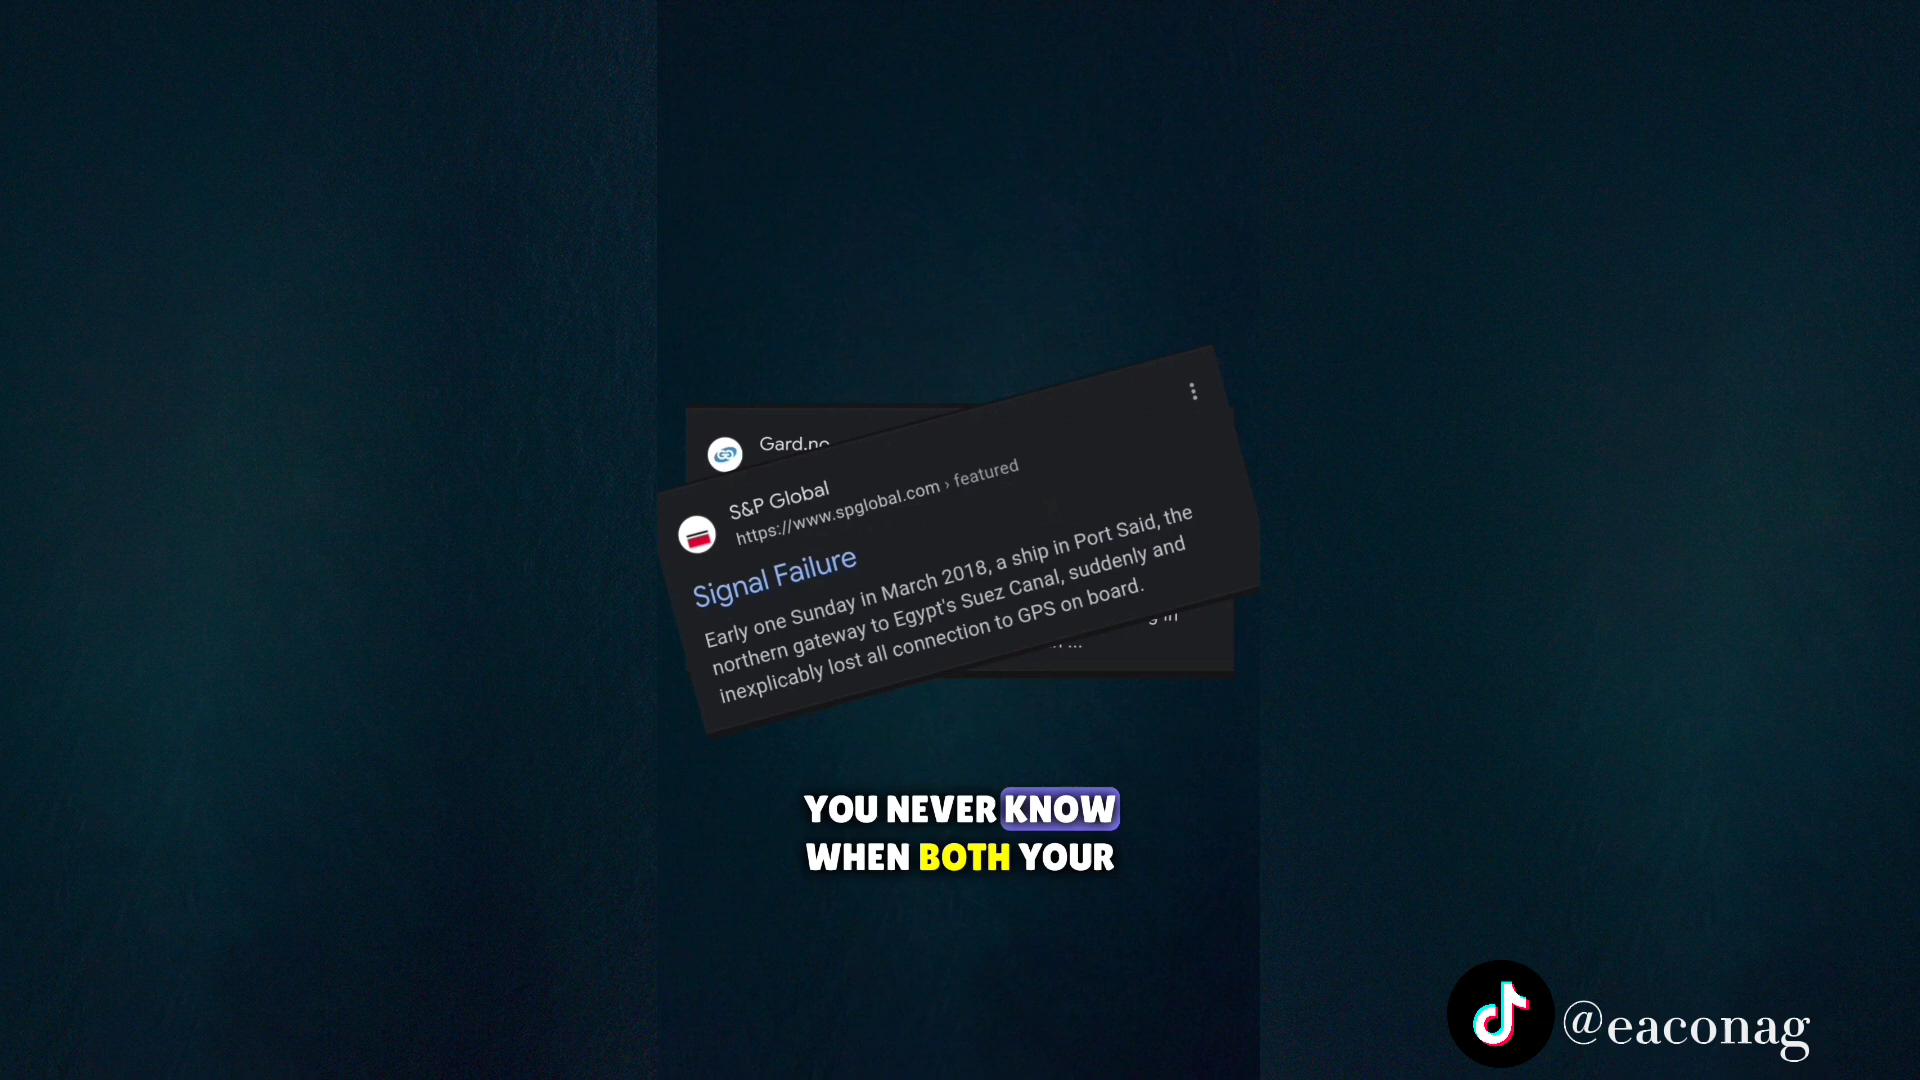 Gard.no
S&P Global
https://www.spglobal.com › featured
Signal Failure
Early one Sunday in March 2018, a ship in Port Said, the
northern gateway to Egypt's Suez Canal, suddenly and
inexplicably lost all connection to GPS on board.
...
YOU NEVER KNOW
WHEN BOTH YOUR
@eaconag